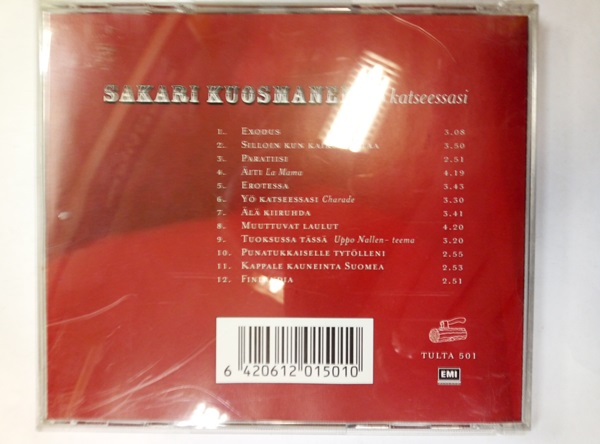 SAKARI KUOSMANEN katseessasi
1. EXODUS 3.08
2. SILLOIN KUN 3.50
3. PARATIISI 2.51
4. ÄITI La Mama 4.19
5. EROTESSA 3.43
6. YÖ KATSEESSASI Charade 3.30
7. ÄLÄ KIIRUHDA 3.41
8. MUUTTUVAT LAULUT 4.20
9. TUOKSUSSA TÄSSÄ Uppo Nallen- teema 3.20
10. PUNATUKKAISELLE TYTÖLLENI 2.55
11. KAPPALE KAUNEINTA SUOMEA 2.53
12. FINLANDIA 2.51
6 420612 015010
TULTA 501
EMI